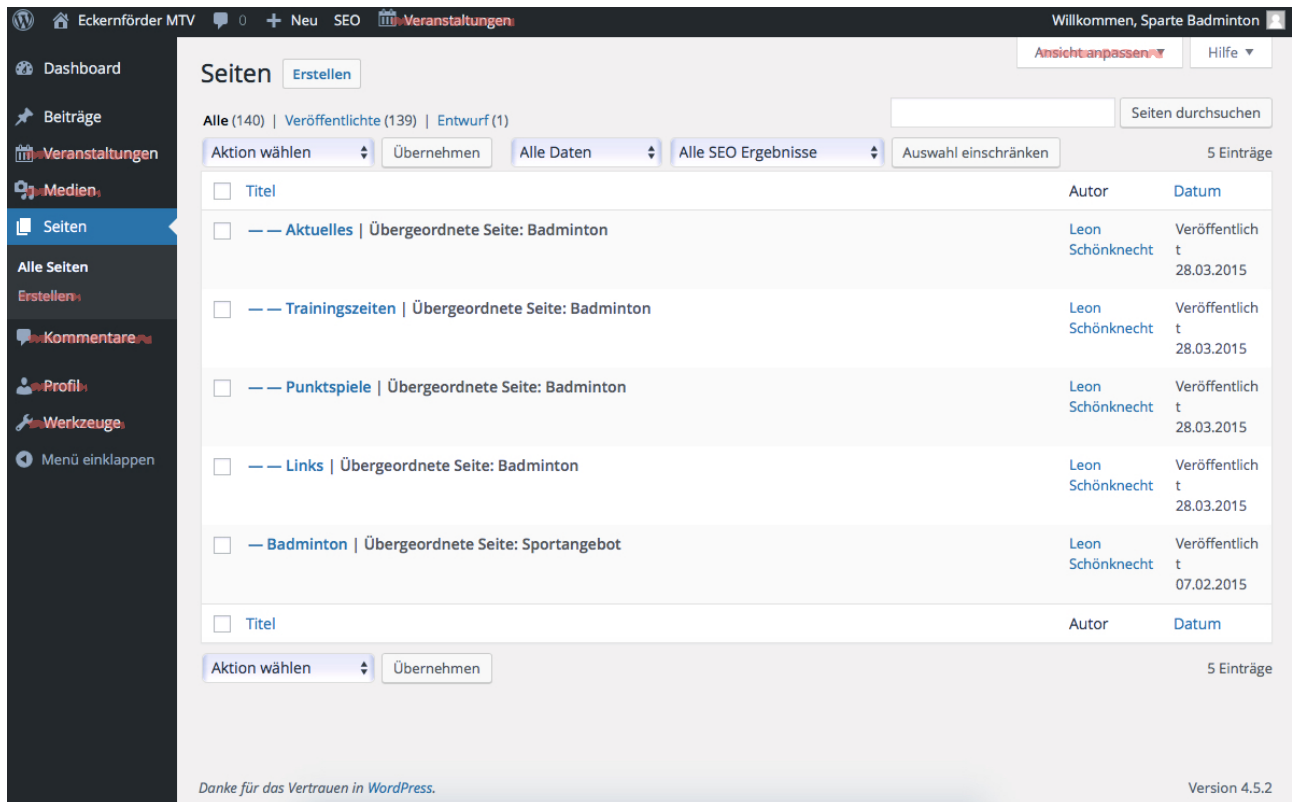 Eckernförder MTV 0 + Neu SEO Veranstaltungen Willkommen, Sparte Badminton
Ansicht anpassen ▼ Hilfe ▼
Dashboard
Beiträge
Veranstaltungen
Medien
Seiten
Alle Seiten
Erstellen
Kommentare
Profil
Werkzeuge
Menü einklappen
Seiten Erstellen
Alle (140) | Veröffentlichte (139) | Entwurf (1) Seiten durchsuchen
Aktion wählen Übernehmen Alle Daten Alle SEO Ergebnisse Auswahl einschränken 5 Einträge
Titel Autor Datum
— — Aktuelles | Übergeordnete Seite: Badminton Leon Veröffentlich
Schönknecht t
28.03.2015
— — Trainingszeiten | Übergeordnete Seite: Badminton Leon Veröffentlich
Schönknecht t
28.03.2015
— — Punktspiele | Übergeordnete Seite: Badminton Leon Veröffentlich
Schönknecht t
28.03.2015
— — Links | Übergeordnete Seite: Badminton Leon Veröffentlich
Schönknecht t
28.03.2015
— Badminton | Übergeordnete Seite: Sportangebot Leon Veröffentlich
Schönknecht t
07.02.2015
Titel Autor Datum
Aktion wählen Übernehmen 5 Einträge
Danke für das Vertrauen in WordPress. Version 4.5.2